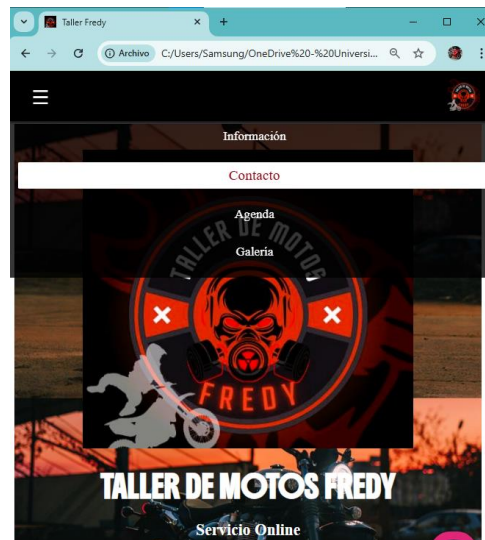 Taller Fredy
Archivo C:/Users/Samsung/OneDrive%20-%20Universi...
Información
Contacto
Agenda
Galería
TALLER DE MOTOS
FREDY
TALLER DE MOTOS FREDY
Servicio Online